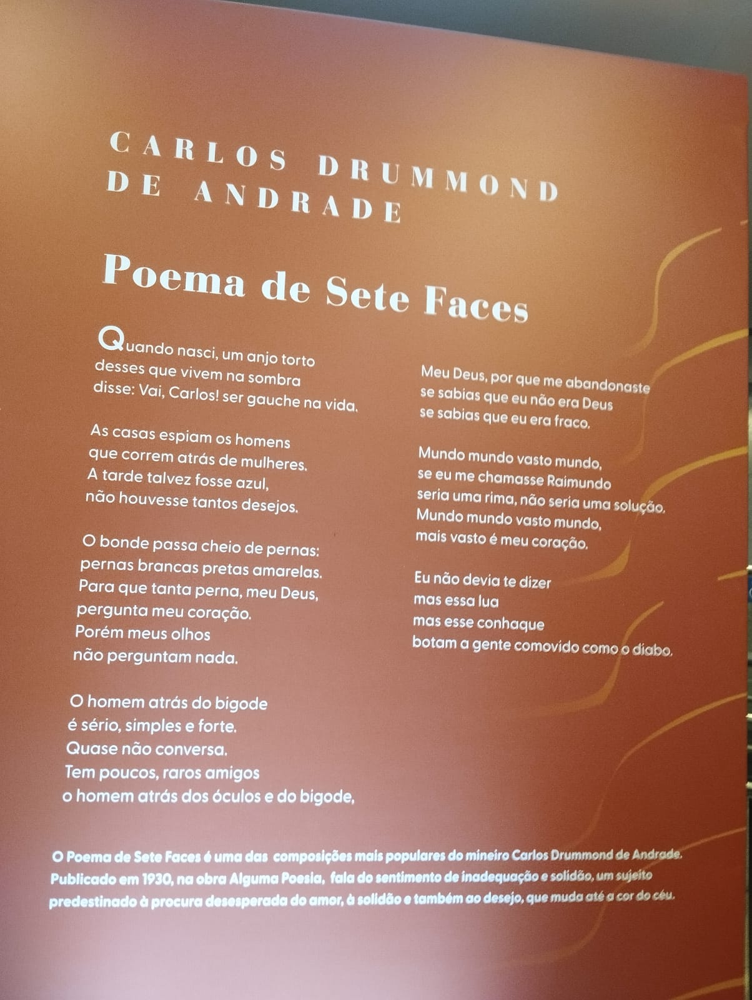 CARLOS DRUMMOND
DE ANDRADE
Poema de Sete Faces
Quando nasci, um anjo torto
desses que vivem na sombra
disse: Vai, Carlos! ser gauche na vida.
As casas espiam os homens
que correm atrás de mulheres.
A tarde talvez fosse azul,
não houvesse tantos desejos.
O bonde passa cheio de pernas:
pernas brancas pretas amarelas.
Para que tanta perna, meu Deus,
pergunta meu coração.
Porém meus olhos
não perguntam nada.
O homem atrás do bigode
é sério, simples e forte.
Quase não conversa.
Tem poucos, raros amigos
o homem atrás dos óculos e do bigode,
Meu Deus, por que me abandonaste
se sabias que eu não era Deus
se sabias que eu era fraco.
Mundo mundo vasto mundo,
se eu me chamasse Raimundo
seria uma rima, não seria uma solução.
Mundo mundo vasto mundo,
mais vasto é meu coração.
Eu não devia te dizer
mas essa lua
mas esse conhaque
botam a gente comovido como o diabo.
O Poema de Sete Faces é uma das composições mais populares do mineiro Carlos Drummond de Andrade.
Publicado em 1930, na obra Alguma Poesia, fala do sentimento de inadequação e solidão, um sujeito
predestinado à procura desesperada do amor, à solidão e também ao desejo, que muda até a cor do céu.